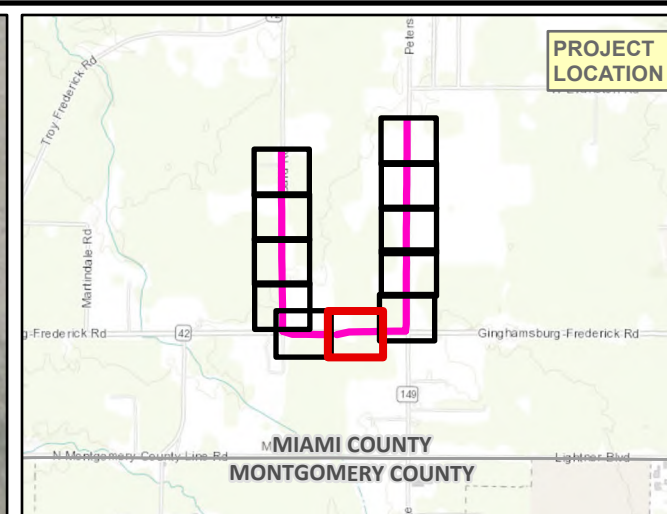 PROJECT
LOCATION
Peters
Troy Frederick Rd
Martindale-Rd
g-Frederick Rd
42
Ginghamsburg-Frederick Rd
149
MIAMI COUNTY
N Montgomery County Line Rd
Lightner Blvd
MONTGOMERY COUNTY